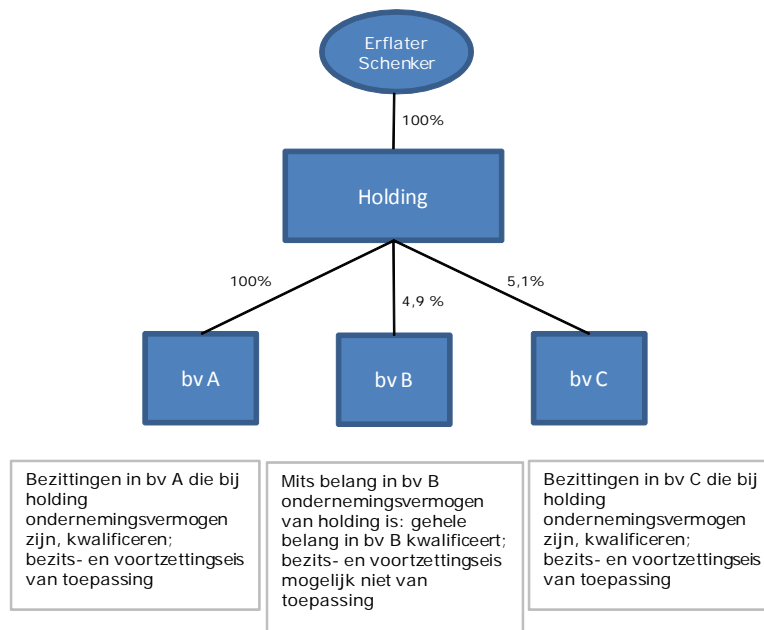 Erflater
Schenker
100%
Holding
100%
4,9 %
5,1%
bv A
bv B
bv C
Bezittingen in bv A die bij
holding
ondernemingsvermogen
zijn, kwalificeren;
bezits- en voortzettingseis
van toepassing
Mits belang in bv B
ondernemingsvermogen
van holding is: gehele
belang in bv B kwalificeert;
bezits- en voortzettingseis
mogelijk niet van
toepassing
Bezittingen in bv C die bij
holding
ondernemingsvermogen
zijn, kwalificeren;
bezits- en voortzettingseis
van toepassing